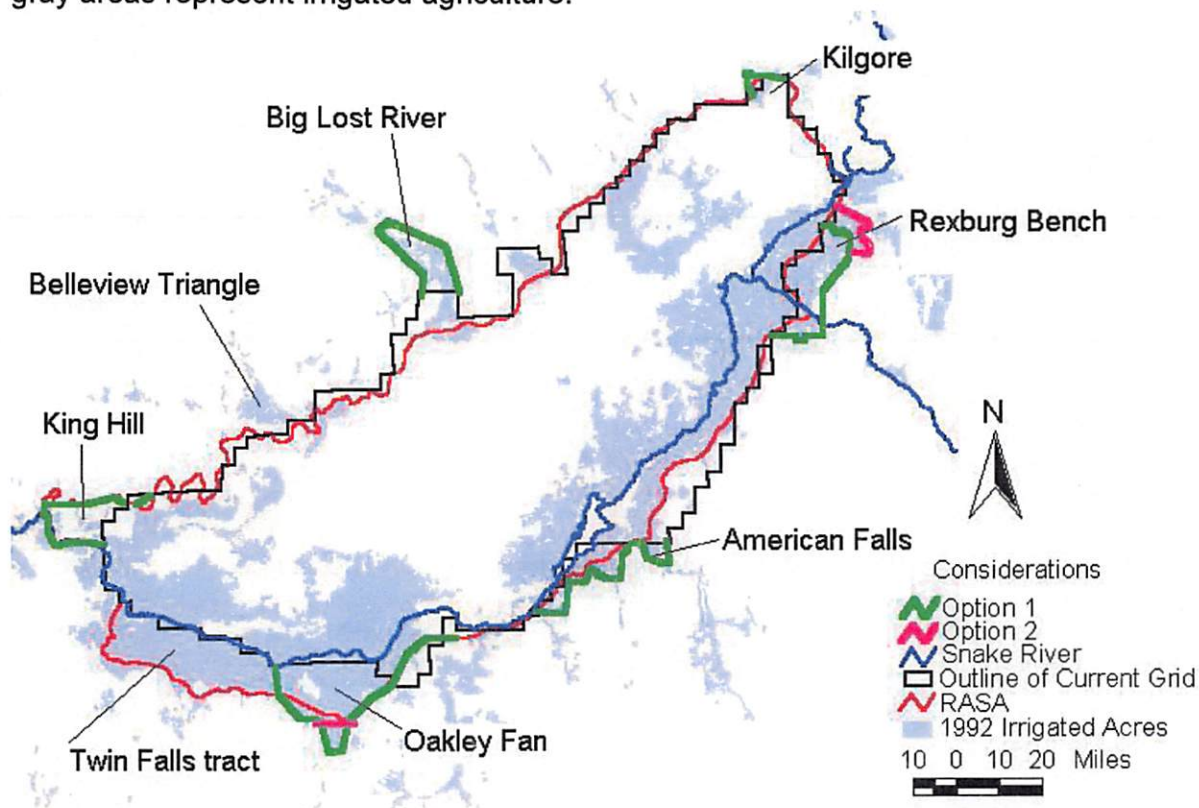 gray areas represent irrigated agriculture.
Kilgore
Big Lost River
Rexburg Bench
Belleview Triangle
King Hill
N
American Falls
Considerations
Option 1
Option 2
Snake River
Outline of Current Grid
RASA
1992 Irrigated Acres
10 0 10 20 Miles
Oakley Fan
Twin Falls tract